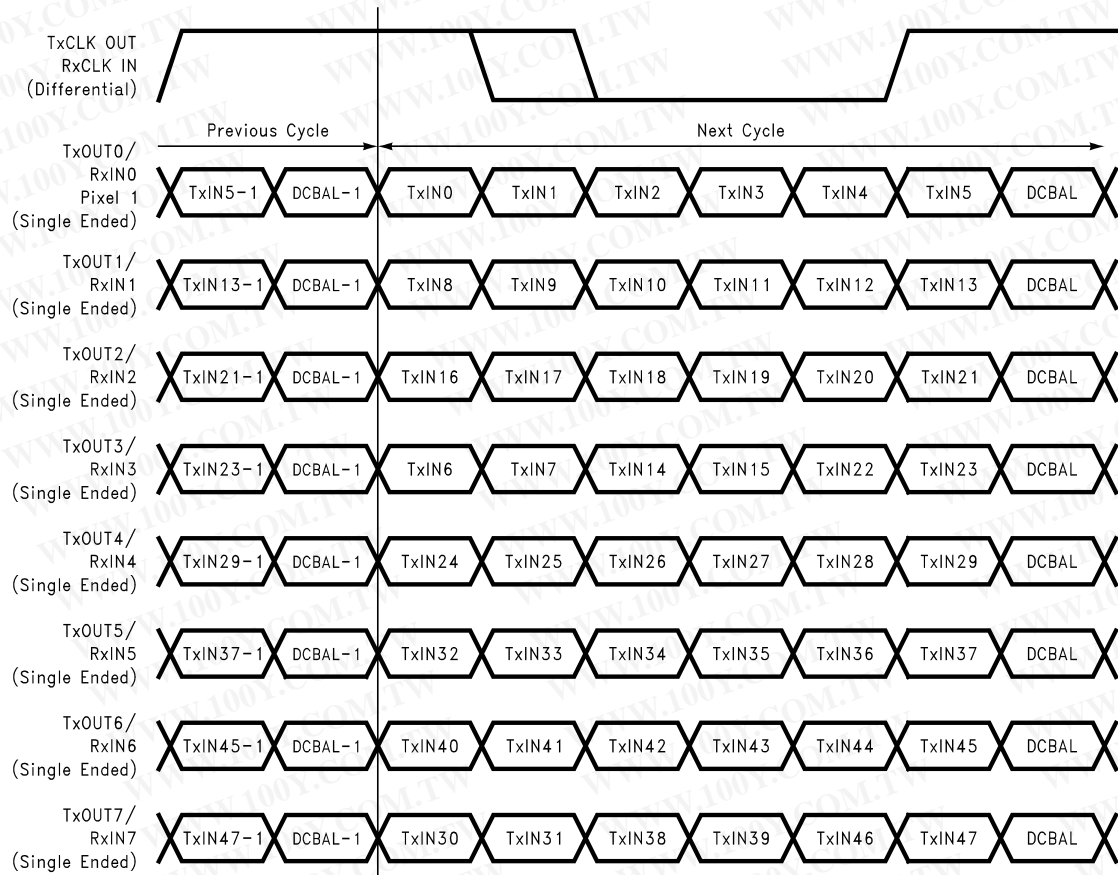 TxCLK OUT
RxCLK IN
(Differential)
Previous Cycle
Next Cycle
TxOUT0/
RxIN0
Pixel 1
(Single Ended)
TxIN5-1 DCBAL-1 TxIN0 TxIN1 TxIN2 TxIN3 TxIN4 TxIN5 DCBAL
TxOUT1/
RxIN1
(Single Ended)
TxIN13-1 DCBAL-1 TxIN8 TxIN9 TxIN10 TxIN11 TxIN12 TxIN13 DCBAL
TxOUT2/
RxIN2
(Single Ended)
TxIN21-1 DCBAL-1 TxIN16 TxIN17 TxIN18 TxIN19 TxIN20 TxIN21 DCBAL
TxOUT3/
RxIN3
(Single Ended)
TxIN23-1 DCBAL-1 TxIN6 TxIN7 TxIN14 TxIN15 TxIN22 TxIN23 DCBAL
TxOUT4/
RxIN4
(Single Ended)
TxIN29-1 DCBAL-1 TxIN24 TxIN25 TxIN26 TxIN27 TxIN28 TxIN29 DCBAL
TxOUT5/
RxIN5
(Single Ended)
TxIN37-1 DCBAL-1 TxIN32 TxIN33 TxIN34 TxIN35 TxIN36 TxIN37 DCBAL
TxOUT6/
RxIN6
(Single Ended)
TxIN45-1 DCBAL-1 TxIN40 TxIN41 TxIN42 TxIN43 TxIN44 TxIN45 DCBAL
TxOUT7/
RxIN7
(Single Ended)
TxIN47-1 DCBAL-1 TxIN30 TxIN31 TxIN38 TxIN39 TxIN46 TxIN47 DCBAL
WWW.100Y.COM.TW